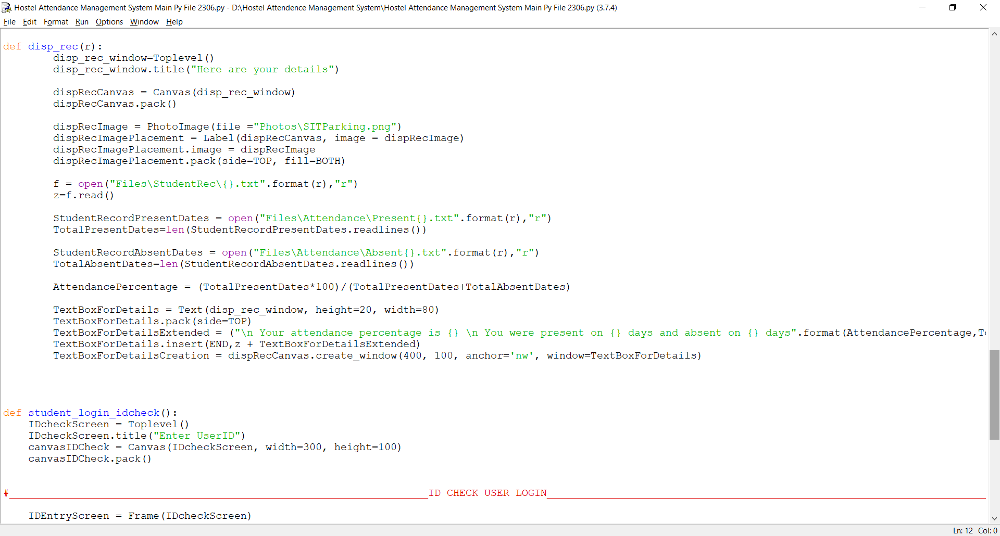 Hostel Attendance Management System Main Py File 2306.py - D:\Hostel Attendence Management System\Hostel Attendance Management System Main Py File 2306.py (3.7.4)
File Edit Format Run Options Window Help
def disp_rec(r):
        disp_rec_window=Toplevel()
        disp_rec_window.title("Here are your details")
        dispRecCanvas = Canvas(disp_rec_window)
        dispRecCanvas.pack()
        dispRecImage = PhotoImage(file ="Photos\SITParking.png")
        dispRecImagePlacement = Label(dispRecCanvas, image = dispRecImage)
        dispRecImagePlacement.image = dispRecImage
        dispRecImagePlacement.pack(side=TOP, fill=BOTH)
        f = open("Files\StudentRec\{}.txt".format(r),"r")
        z=f.read()
        StudentRecordPresentDates = open("Files\Attendance\Present{}.txt".format(r),"r")
        TotalPresentDates=len(StudentRecordPresentDates.readlines())
        StudentRecordAbsentDates = open("Files\Attendance\Absent{}.txt".format(r),"r")
        TotalAbsentDates=len(StudentRecordAbsentDates.readlines())
        AttendancePercentage = (TotalPresentDates*100)/(TotalPresentDates+TotalAbsentDates)
        TextBoxForDetails = Text(disp_rec_window, height=20, width=80)
        TextBoxForDetails.pack(side=TOP)
        TextBoxForDetailsExtended = ("\n Your attendance percentage is {} \n You were present on {} days and absent on {} days".format(AttendancePercentage,T
        TextBoxForDetails.insert(END,z + TextBoxForDetailsExtended)
        TextBoxForDetailsCreation = dispRecCanvas.create_window(400, 100, anchor='nw', window=TextBoxForDetails)
def student_login_idcheck():
    IDcheckScreen = Toplevel()
    IDcheckScreen.title("Enter UserID")
    canvasIDCheck = Canvas(IDcheckScreen, width=300, height=100)
    canvasIDCheck.pack()
#___________________________________________________________________ID CHECK USER LOGIN______________________________________________________________________
    IDEntryScreen = Frame(IDcheckScreen)
Ln: 12 Col: 0